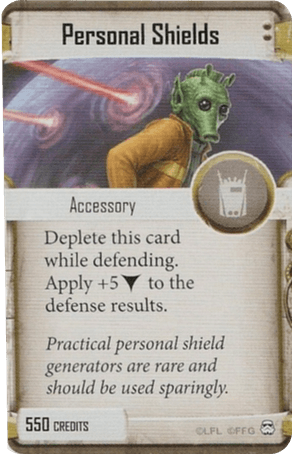 Personal Shields
Accessory
Deplete this card
while defending.
Apply +5 to the
defense results.
Practical personal shield
generators are rare and
should be used sparingly.
550 CREDITS
©LFL ©FFG